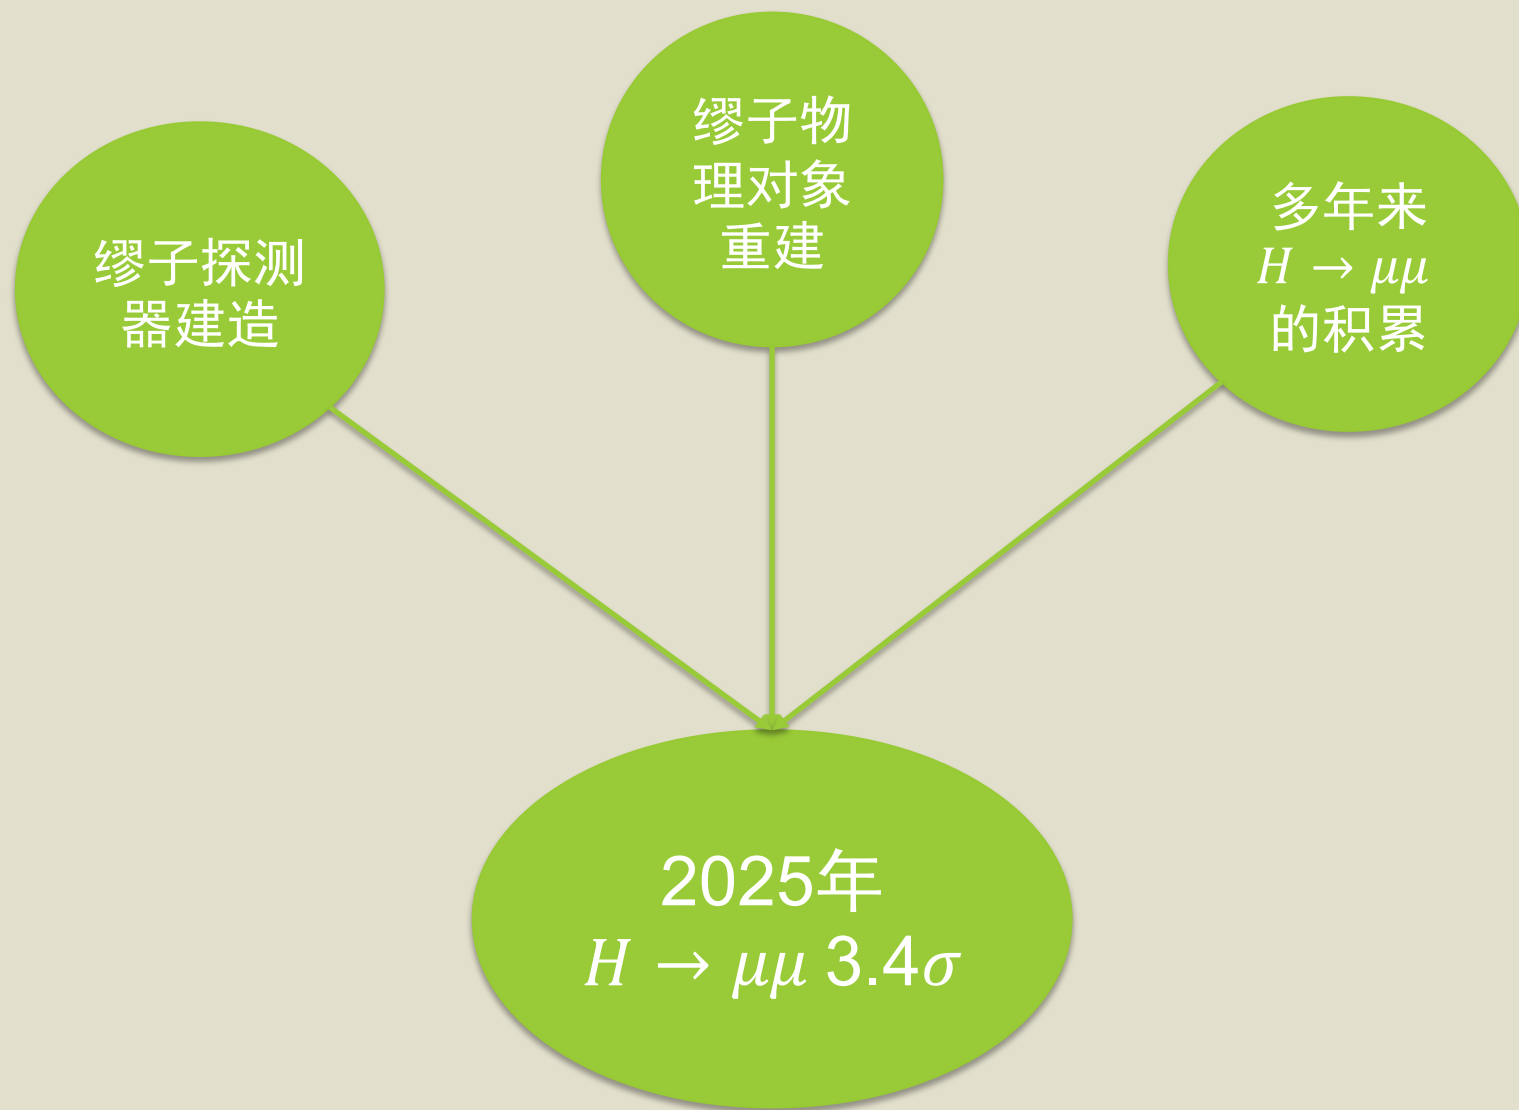 缪子探测
器建造
缪子物
理对象
重建
多年来
𝐻 → 𝜇𝜇
的积累
2025年
𝐻 → 𝜇𝜇 3.4𝜎